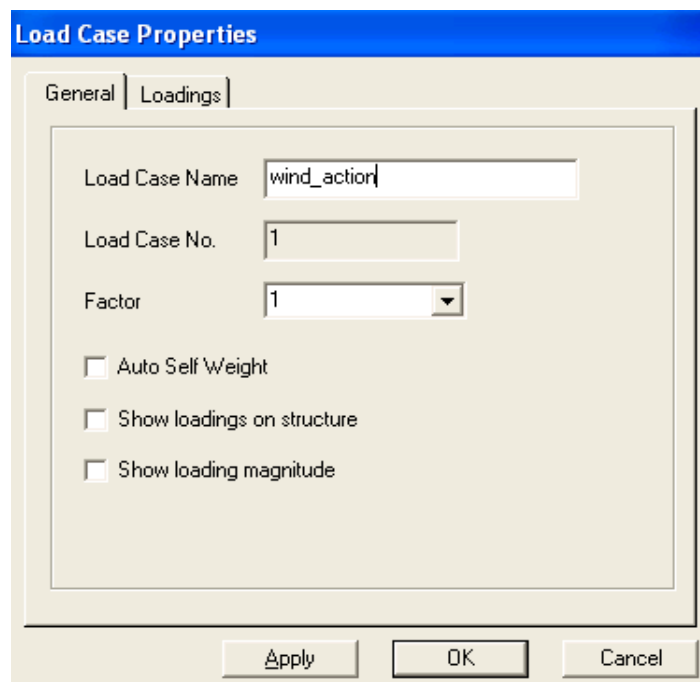 Load Case Properties
General Loadings
Load Case Name wind_action
Load Case No. 1
Factor 1
Auto Self Weight
Show loadings on structure
Show loading magnitude
Apply OK Cancel